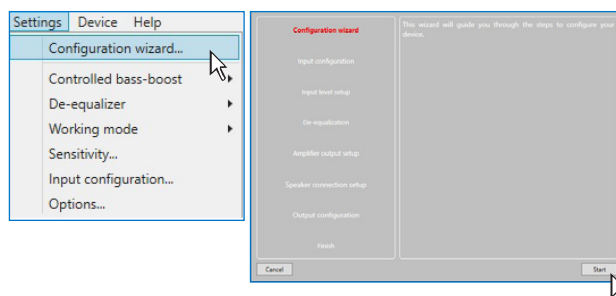 Settings Device Help
Configuration wizard...
Controlled bass-boost
De-equalizer
Working mode
Sensitivity...
Input configuration...
Options...
Configuration wizard
Input configuration
Input level setup
De-equalization
Amplifier output setup
Speaker connection setup
Output configuration
Finish
This wizard will guide you through the steps to configure your
device.
Cancel
Start